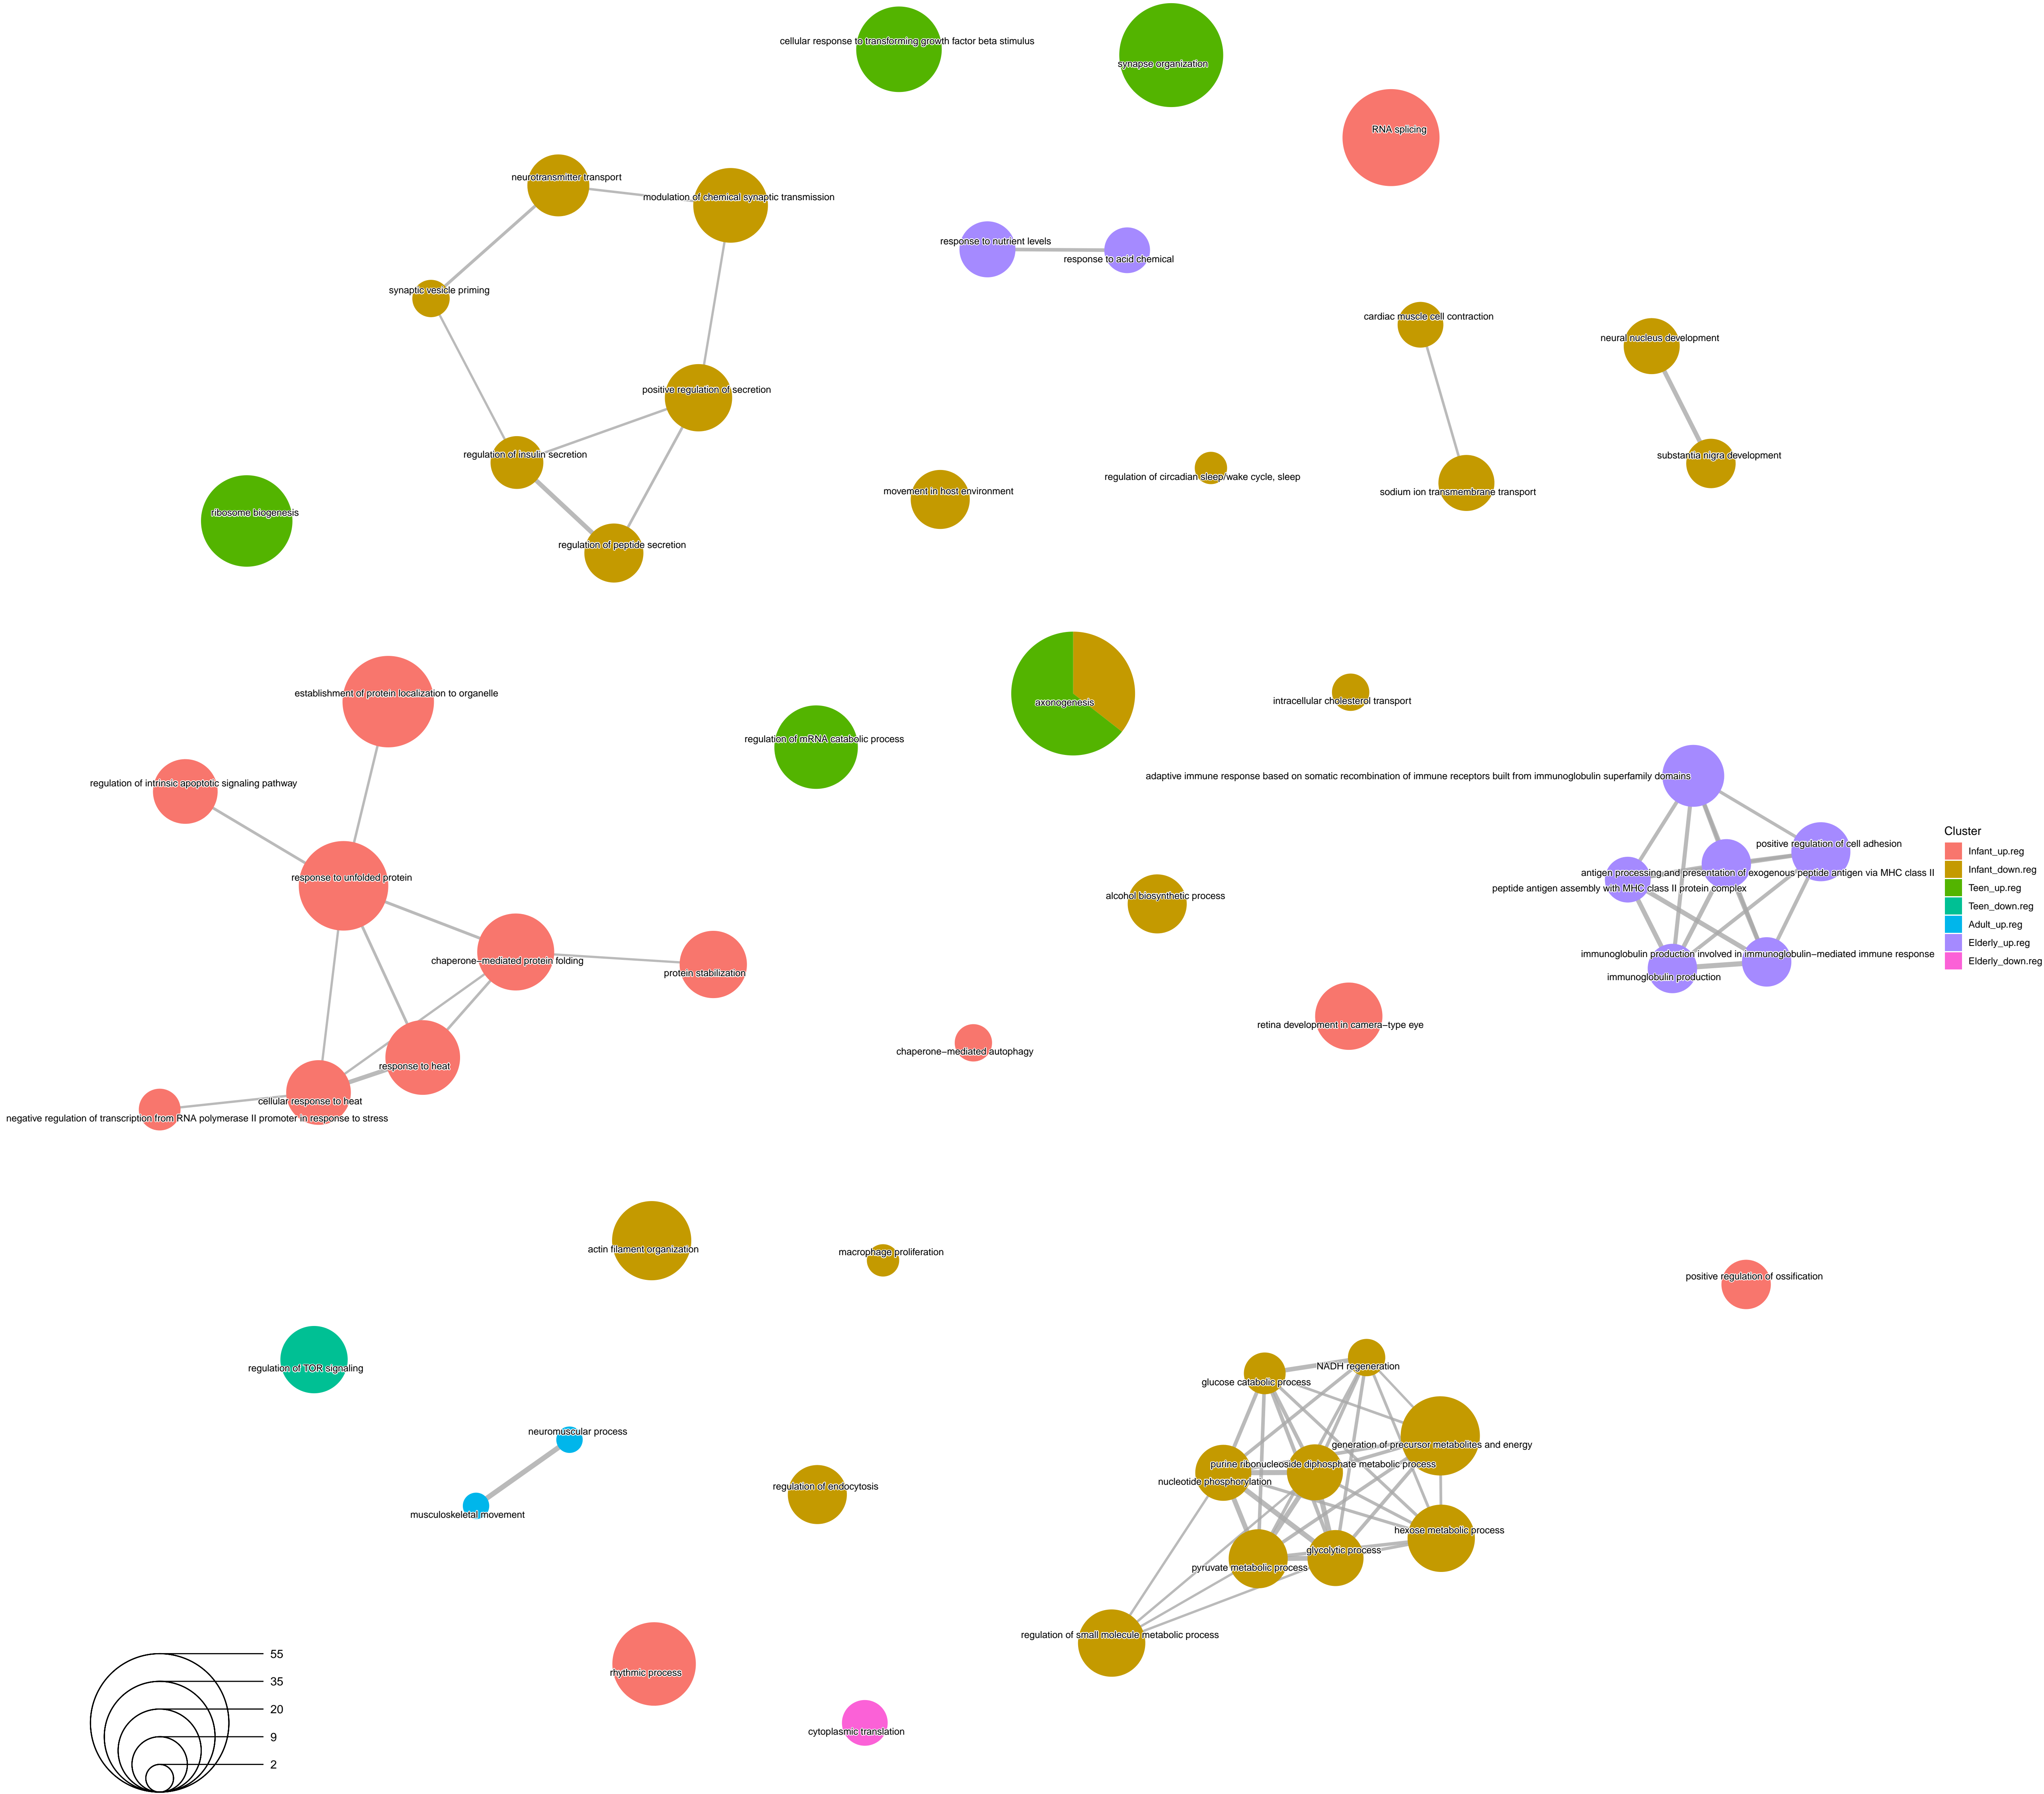 cellular response to transforming growth factor beta stimulus
synapse organization
RNA splicing
neurotransmitter transport
modulation of chemical synaptic transmission
response to nutrient levels
response to acid chemical
synaptic vesicle priming
cardiac muscle cell contraction
neural nucleus development
positive regulation of secretion
regulation of insulin secretion
substantia nigra development
regulation of circadian sleep/wake cycle, sleep
movement in host environment
sodium ion transmembrane transport
ribosome biogenesis
regulation of peptide secretion
establishment of protein localization to organelle
axonogenesis
intracellular cholesterol transport
regulation of mRNA catabolic process
adaptive immune response based on somatic recombination of immune receptors built from immunoglobulin superfamily domains
regulation of intrinsic apoptotic signaling pathway
positive regulation of cell adhesion
antigen processing and presentation of exogenous peptide antigen via MHC class II
response to unfolded protein
peptide antigen assembly with MHC class II protein complex
alcohol biosynthetic process
immunoglobulin production involved in immunoglobulin−mediated immune response
chaperone−mediated protein folding
protein stabilization
immunoglobulin production
retina development in camera−type eye
chaperone−mediated autophagy
response to heat
cellular response to heat
negative regulation of transcription from RNA polymerase II promoter in response to stress
actin filament organization
macrophage proliferation
positive regulation of ossification
regulation of TOR signaling
NADH regeneration
glucose catabolic process
neuromuscular process
generation of precursor metabolites and energy
purine ribonucleoside diphosphate metabolic process
nucleotide phosphorylation
regulation of endocytosis
musculoskeletal movement
hexose metabolic process
glycolytic process
pyruvate metabolic process
regulation of small molecule metabolic process
rhythmic process
cytoplasmic translation
55
35
20
9
2
Cluster
Infant_up.reg
Infant_down.reg
Teen_up.reg
Teen_down.reg
Adult_up.reg
Elderly_up.reg
Elderly_down.reg